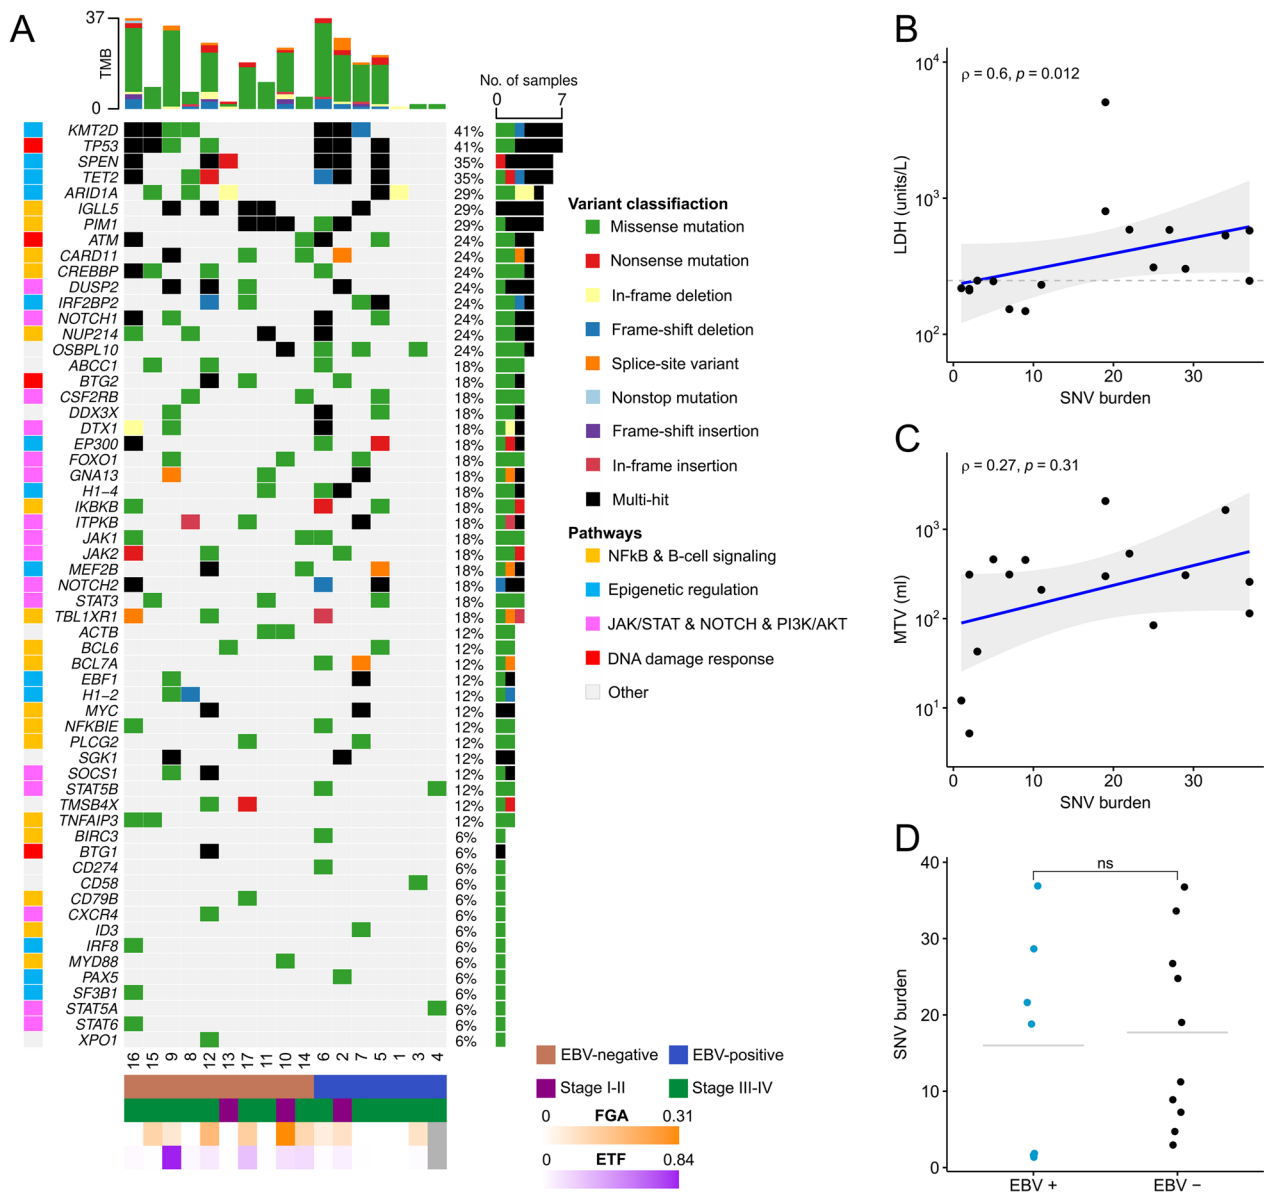 A
37
TMB
0
No. of samples
0 7
KMT2D 41%
TP53 41%
SPEN 35%
TET2 35%
ARID1A 29%
IGLL5 29%
PIM1 29%
ATM 24%
CARD11 24%
CREBBP 24%
DUSP2 24%
IRF2BP2 24%
NOTCH1 24%
NUP214 24%
OSBPL10 24%
ABCC1 18%
BTG2 18%
CSF2RB 18%
DDX3X 18%
DTX1 18%
EP300 18%
FOXO1 18%
GNA13 18%
H1−4 18%
IKBKB 18%
ITPKB 18%
JAK1 18%
JAK2 18%
MEF2B 18%
NOTCH2 18%
STAT3 18%
TBL1XR1 18%
ACTB 12%
BCL6 12%
BCL7A 12%
EBF1 12%
H1−2 12%
MYC 12%
NFKBIE 12%
PLCG2 12%
SGK1 12%
SOCS1 12%
STAT5B 12%
TMSB4X 12%
TNFAIP3 12%
BIRC3 6%
BTG1 6%
CD274 6%
CD58 6%
CD79B 6%
CXCR4 6%
ID3 6%
IRF8 6%
MYD88 6%
PAX5 6%
SF3B1 6%
STAT5A 6%
STAT6 6%
XPO1 6%
16 15 9 8 12 13 17 11 10 14 6 2 7 5 1 3 4
Variant classifiaction
Missense mutation
Nonsense mutation
In-frame deletion
Frame-shift deletion
Splice-site variant
Nonstop mutation
Frame-shift insertion
In-frame insertion
Multi-hit
Pathways
NFkB & B-cell signaling
Epigenetic regulation
JAK/STAT & NOTCH & PI3K/AKT
DNA damage response
Other
EBV-negative EBV-positive
Stage I-II Stage III-IV
0 FGA 0.31
0 ETF 0.84
B
ρ = 0.6, p = 0.012
LDH (units/L)
10⁴
10³
10²
0 10 20 30
SNV burden
C
ρ = 0.27, p = 0.31
MTV (ml)
10³
10²
10¹
0 10 20 30
SNV burden
D
ns
SNV burden
40
30
20
10
0
EBV + EBV −